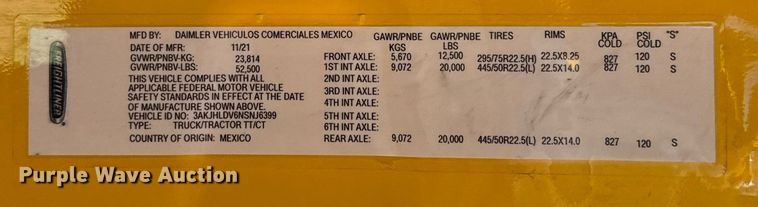 FREIGHTLINER
MFD BY: DAIMLER VEHICULOS COMERCIALES MEXICO
DATE OF MFR: 11/21
GVWR/PNBV-KG: 23,814
GVWR/PNBV-LBS: 52,500
THIS VEHICLE COMPLIES WITH ALL
APPLICABLE FEDERAL MOTOR VEHICLE
SAFETY STANDARDS IN EFFECT AT THE DATE
OF MANUFACTURE SHOWN ABOVE.
VEHICLE ID NO: 3AKJHLDV6NSNJ6399
TYPE: TRUCK/TRACTOR TT/CT
COUNTRY OF ORIGIN: MEXICO
GAWR/PNBE GAWR/PNBE TIRES RIMS KPA PSI "S"
KGS LBS COLD COLD
FRONT AXLE: 5,670 12,500 295/75R22.5(H) 22.5X8.25 827 120 S
1ST INT AXLE: 9,072 20,000 445/50R22.5(L) 22.5X14.0 827 120 S
2ND INT AXLE:
3RD INT AXLE:
4TH INT AXLE:
5TH INT AXLE:
6TH INT AXLE:
REAR AXLE: 9,072 20,000 445/50R22.5(L) 22.5X14.0 827 120 S
Purple Wave Auction